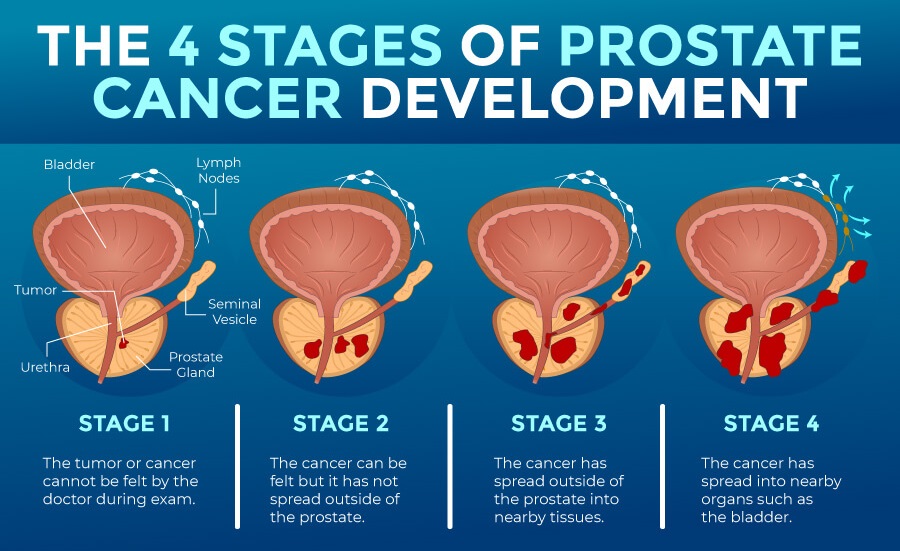 THE 4 STAGES OF PROSTATE
CANCER DEVELOPMENT
Bladder
Lymph
Nodes
Tumor
Seminal
Vesicle
Urethra
Prostate
Gland
STAGE 1
The tumor or cancer
cannot be felt by the
doctor during exam.
STAGE 2
The cancer can be
felt but it has not
spread outside of
the prostate.
STAGE 3
The cancer has
spread outside of
the prostate into
nearby tissues.
STAGE 4
The cancer has
spread into nearby
organs such as
the bladder.